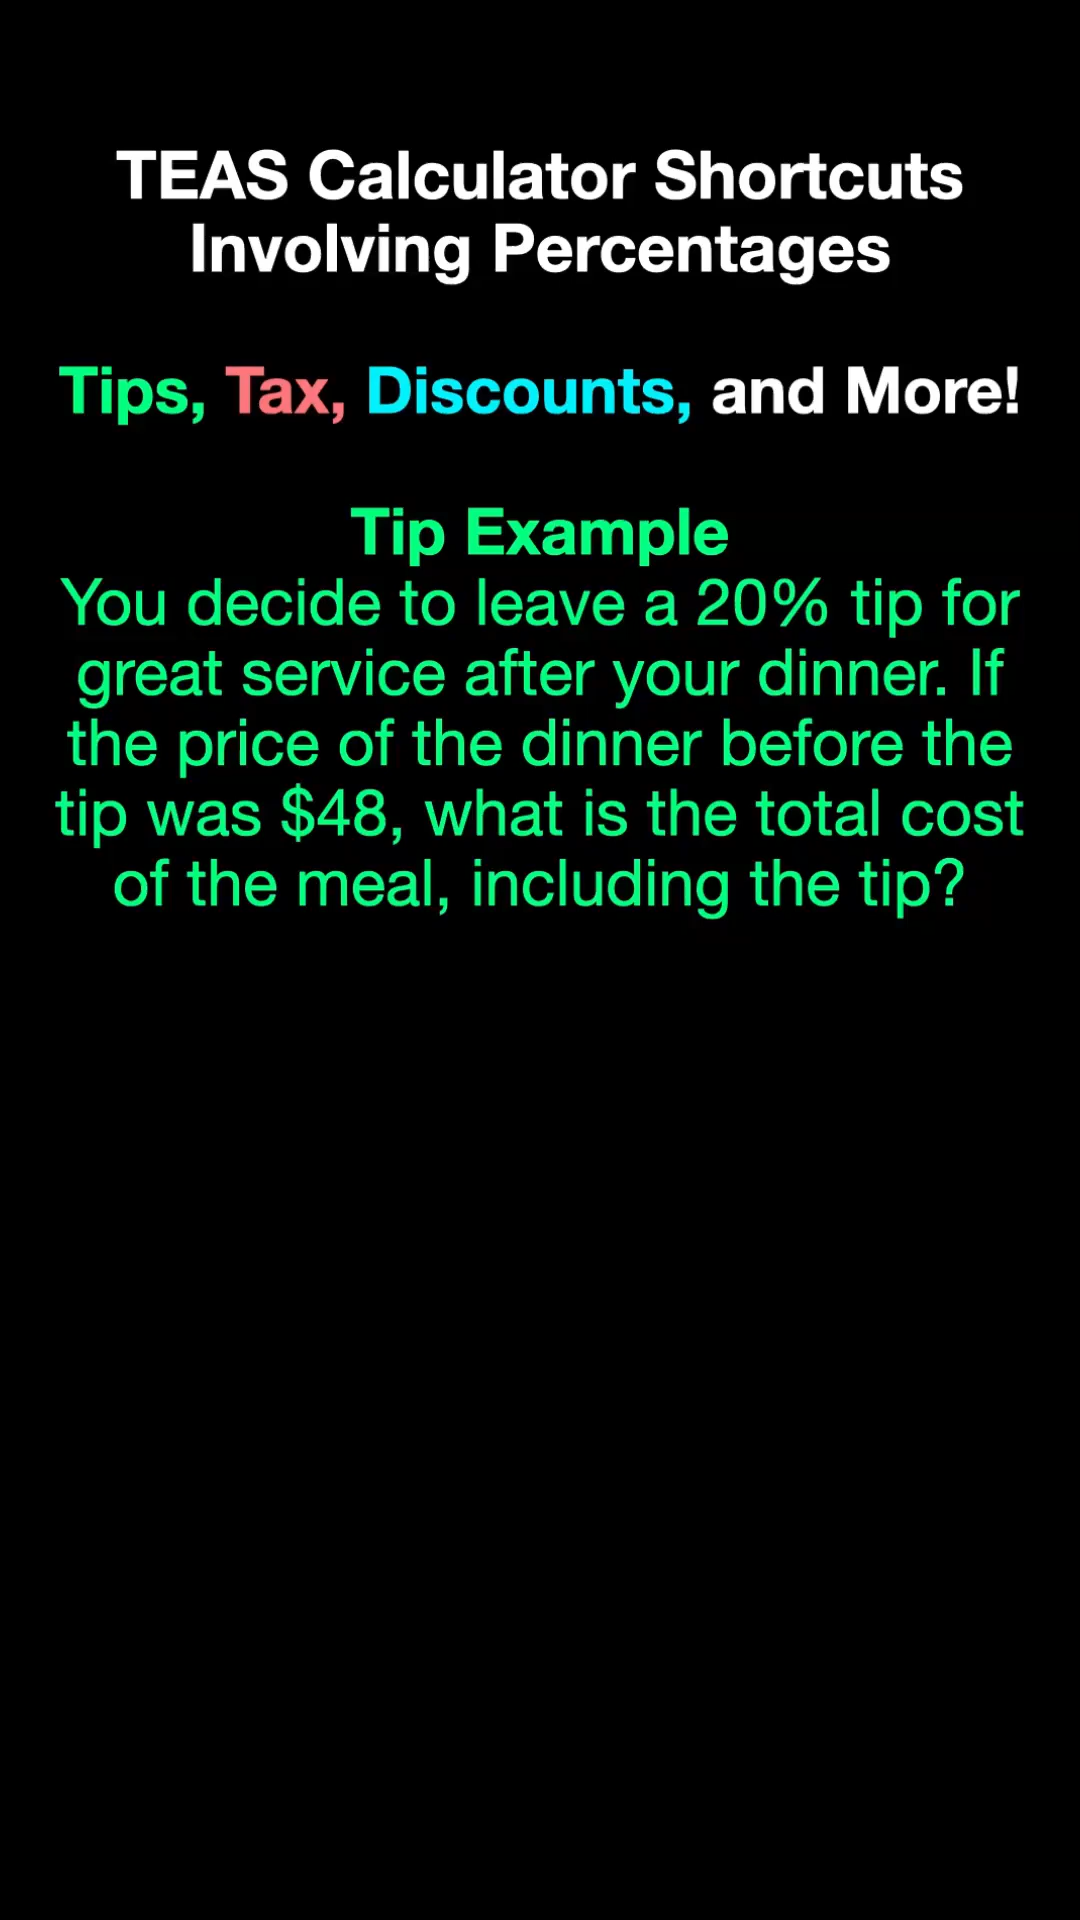 TEAS Calculator Shortcuts
Involving Percentages
Tips, Tax, Discounts, and More!
Tip Example
You decide to leave a 20% tip for
great service after your dinner. If
the price of the dinner before the
tip was $48, what is the total cost
of the meal, including the tip?